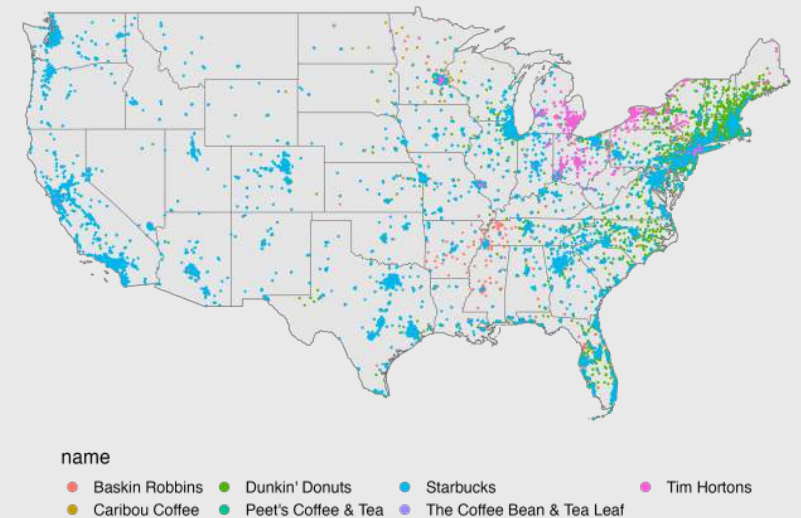 name
Baskin Robbins Dunkin' Donuts Starbucks Tim Hortons
Caribou Coffee Peet's Coffee & Tea The Coffee Bean & Tea Leaf